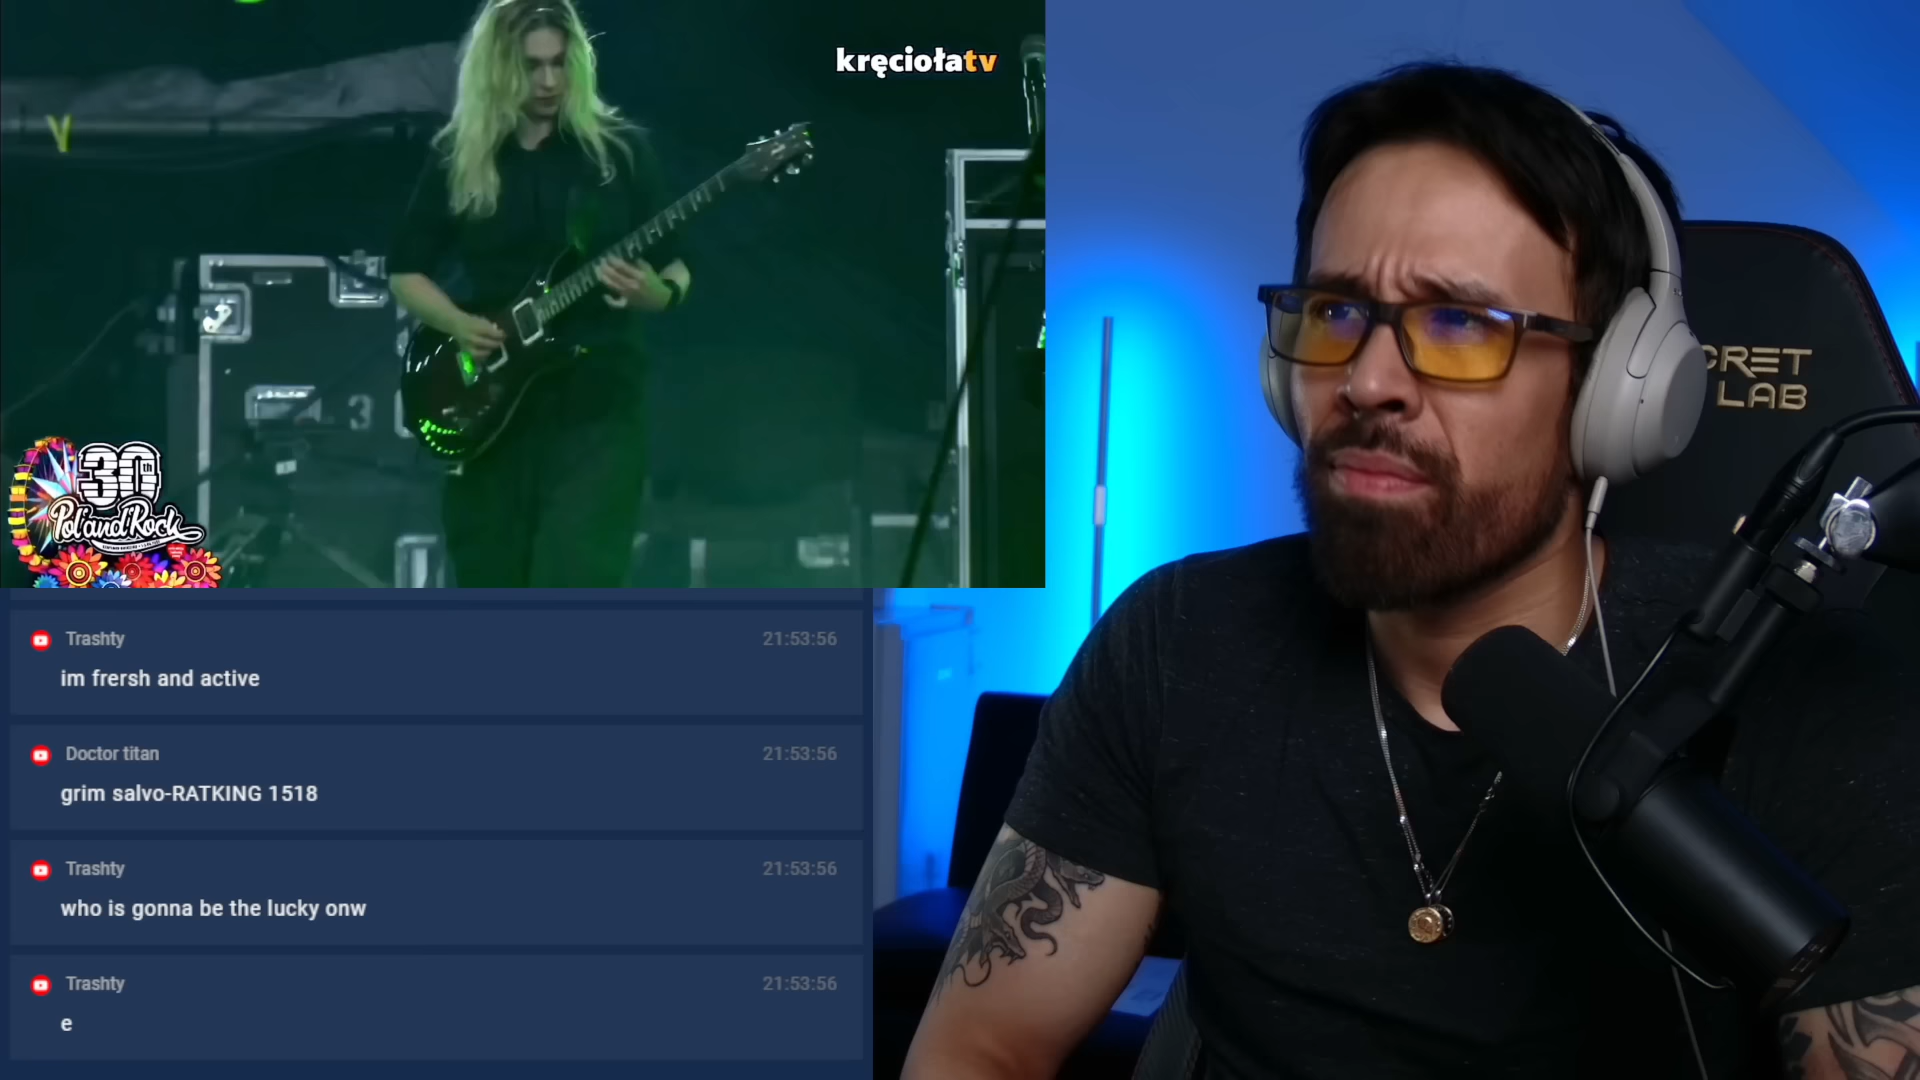 kręciołatv
V
3
30th
Pol'and'Rock
CRET
LAB
Trashty 21:53:56
im frersh and active
Doctor titan 21:53:56
grim salvo-RATKING 1518
Trashty 21:53:56
who is gonna be the lucky onw
Trashty 21:53:56
e